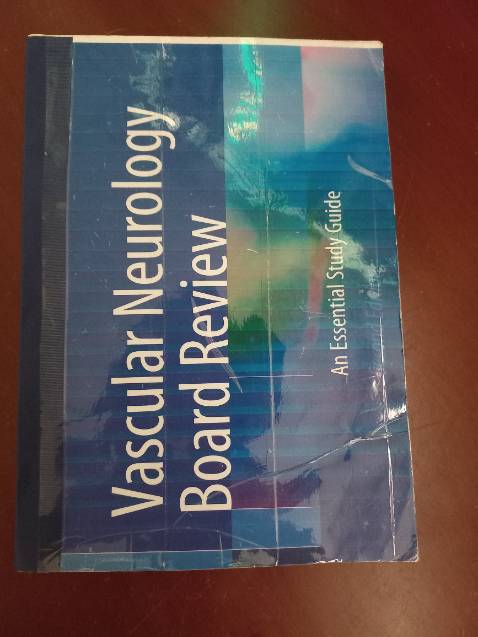 Vascular Neurology
Board Review
An Essential Study Guide